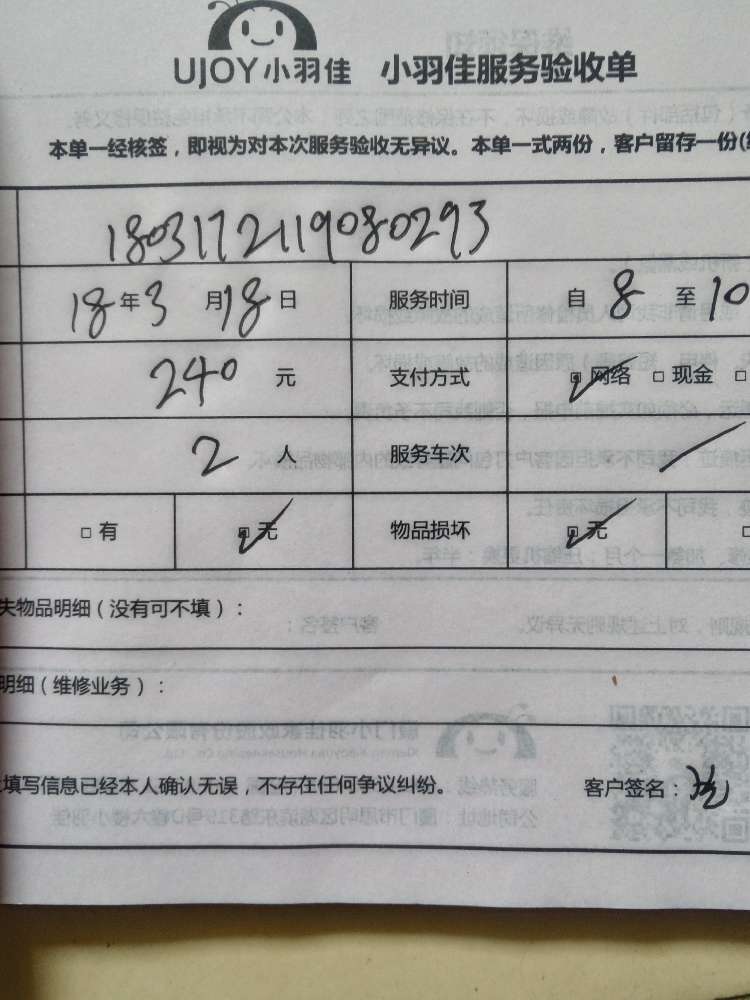 UJOY小羽佳 小羽佳服务验收单
本单一经核签，即视为对本次服务验收无异议。本单一式两份，客户留存一份(
1803172119080293
18年3月18日 服务时间 自8至10
240元 支付方式 ☑网络 □现金 □
2人 服务车次 /
□有 ☑无 物品损坏 ☑无 □
失物品明细（没有可不填）：
明细（维修业务）：
填写信息已经本人确认无误，不存在任何争议纠纷。 客户签名：